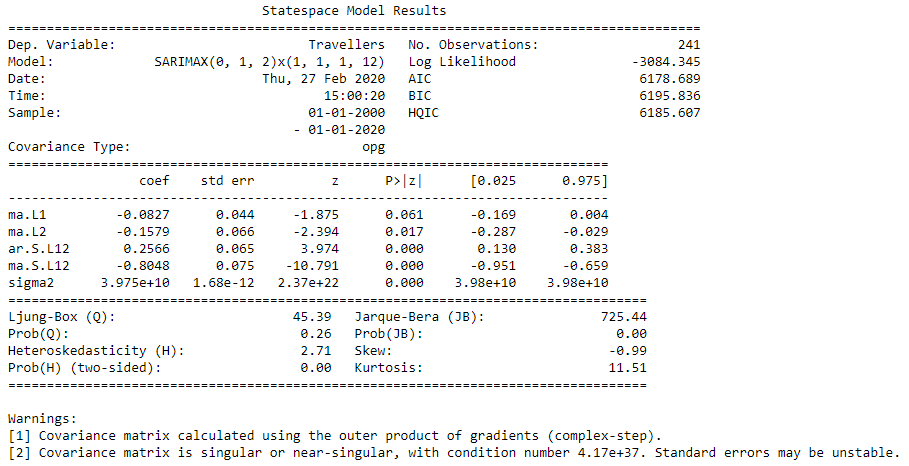 Statespace Model Results
==============================================================================
Dep. Variable: Travellers No. Observations: 241
Model: SARIMAX(0, 1, 2)x(1, 1, 1, 12) Log Likelihood -3084.345
Date: Thu, 27 Feb 2020 AIC 6178.689
Time: 15:00:20 BIC 6195.836
Sample: 01-01-2000 HQIC 6185.607
- 01-01-2020
Covariance Type: opg
==============================================================================
coef std err z P>|z| [0.025 0.975]
------------------------------------------------------------------------------
ma.L1 -0.0827 0.044 -1.875 0.061 -0.169 0.004
ma.L2 -0.1579 0.066 -2.394 0.017 -0.287 -0.029
ar.S.L12 0.2566 0.065 3.974 0.000 0.130 0.383
ma.S.L12 -0.8048 0.075 -10.791 0.000 -0.951 -0.659
sigma2 3.975e+10 1.68e-12 2.37e+22 0.000 3.98e+10 3.98e+10
==============================================================================
Ljung-Box (Q): 45.39 Jarque-Bera (JB): 725.44
Prob(Q): 0.26 Prob(JB): 0.00
Heteroskedasticity (H): 2.71 Skew: -0.99
Prob(H) (two-sided): 0.00 Kurtosis: 11.51
==============================================================================
Warnings:
[1] Covariance matrix calculated using the outer product of gradients (complex-step).
[2] Covariance matrix is singular or near-singular, with condition number 4.17e+37. Standard errors may be unstable.